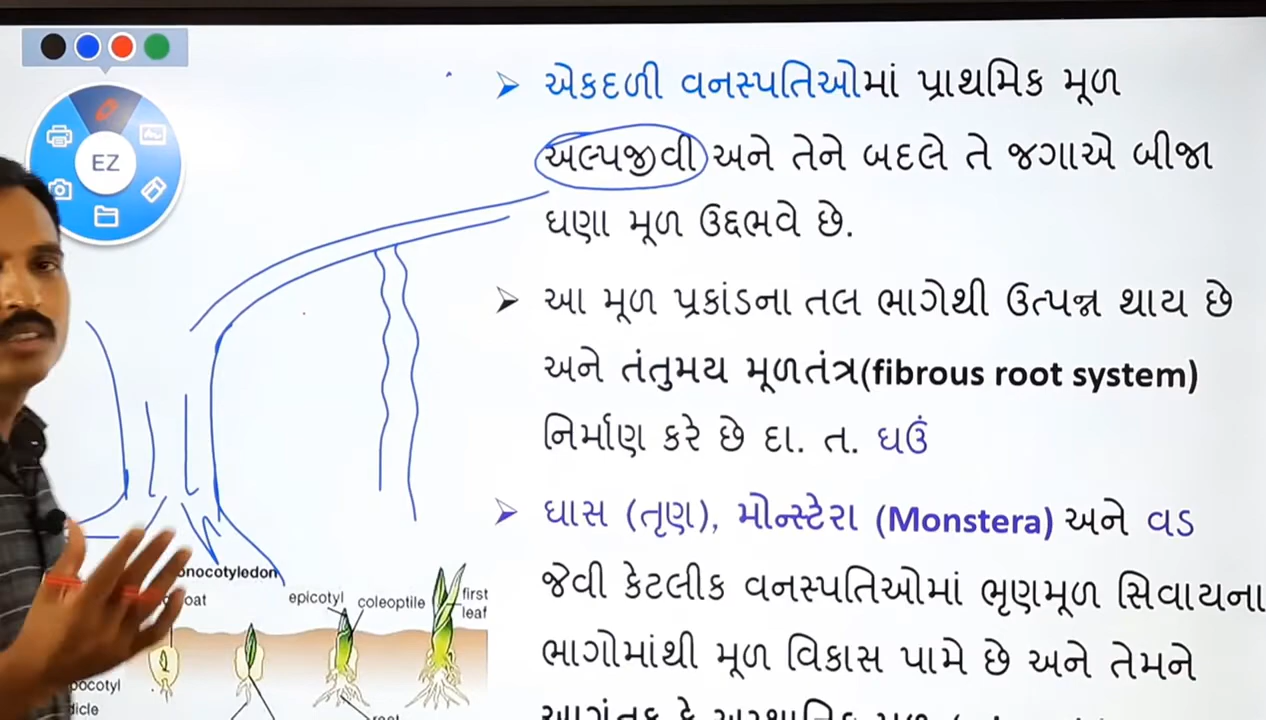 EZ
એકદળી વનસ્પતિઓમાં પ્રાથમિક મૂળ
અલ્પજીવી અને તેને બદલે તે જગાએ બીજા
ઘણા મૂળ ઉદ્દભવે છે.
આ મૂળ પ્રકાંડના તલ ભાગેથી ઉત્પન્ન થાય છે
અને તંતુમય મૂળતંત્ર(fibrous root system)
નિર્માણ કરે છે દા. ત. ઘઉં
ઘાસ (તૃણ), મોન્સ્ટેરા (Monstera) અને વડ
જેવી કેટલીક વનસ્પતિઓમાં ભૃણમૂળ સિવાયના
ભાગોમાંથી મૂળ વિકાસ પામે છે અને તેમને
nocotyledon
oat
epicotyl
coleoptile
first
leaf
pocotyl
dicle